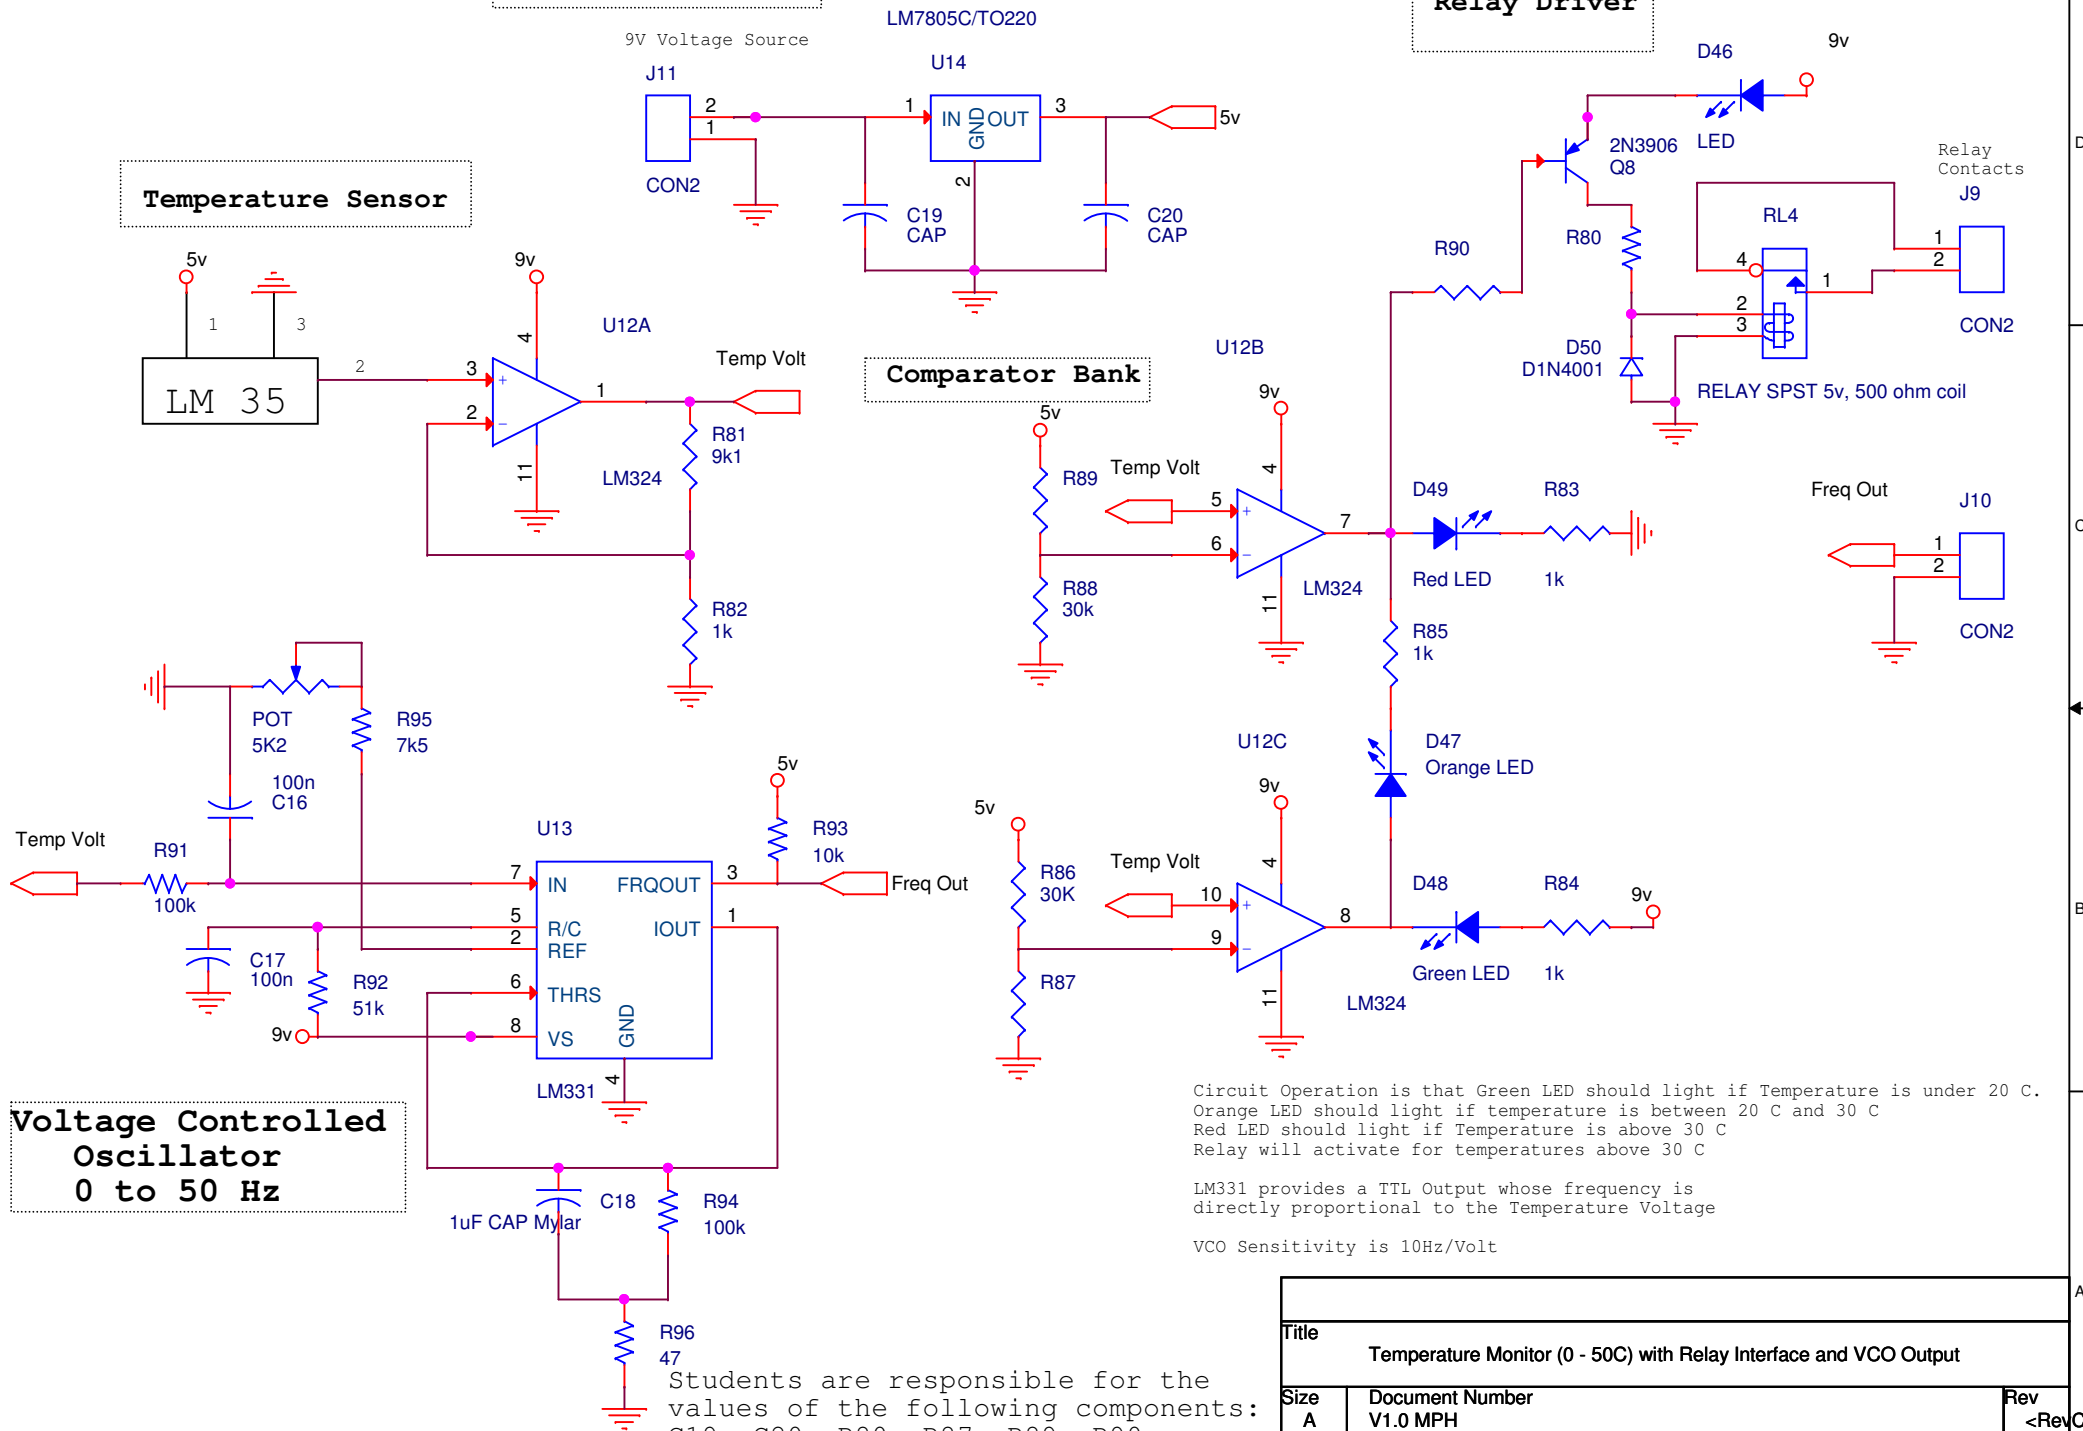 Relay Driver
LM7805C/TO220
9V Voltage Source
U14
J11
2
1
CON2
1
IN
GND
OUT
3
2
5v
C19
CAP
C20
CAP
D46
9v
LED
2N3906
Q8
Relay
Contacts
J9
1
2
CON2
R90
R80
RL4
4
1
2
3
D50
D1N4001
RELAY SPST 5v, 500 ohm coil
Temperature Sensor
5v
1
3
LM 35
2
9v
4
U12A
3
+
2
−
1
11
LM324
Temp Volt
R81
9k1
R82
1k
Comparator Bank
5v
R89
R88
30k
Temp Volt
U12B
9v
4
5
+
6
−
7
11
LM324
D49
Red LED
R83
1k
Freq Out
J10
1
2
CON2
R85
1k
D47
Orange LED
U12C
9v
4
5v
R86
30K
R87
Temp Volt
10
+
9
−
8
11
LM324
D48
Green LED
R84
1k
9v
POT
5K2
R95
7k5
100n
C16
Temp Volt
R91
100k
C17
100n
R92
51k
9v
U13
7
IN
5
R/C
2
REF
6
THRS
8
VS
FRQOUT
3
IOUT
1
GND
4
LM331
5v
R93
10k
Freq Out
Voltage Controlled
Oscillator
0 to 50 Hz
C18
1uF CAP Mylar
R94
100k
R96
47
Circuit Operation is that Green LED should light if Temperature is under 20 C.
Orange LED should light if temperature is between 20 C and 30 C
Red LED should light if Temperature is above 30 C
Relay will activate for temperatures above 30 C
LM331 provides a TTL Output whose frequency is
directly proportional to the Temperature Voltage
VCO Sensitivity is 10Hz/Volt
Students are responsible for the
values of the following components:
Title
Temperature Monitor (0 - 50C) with Relay Interface and VCO Output
Size
A
Document Number
V1.0 MPH
Rev
<RevC
D
C
B
A